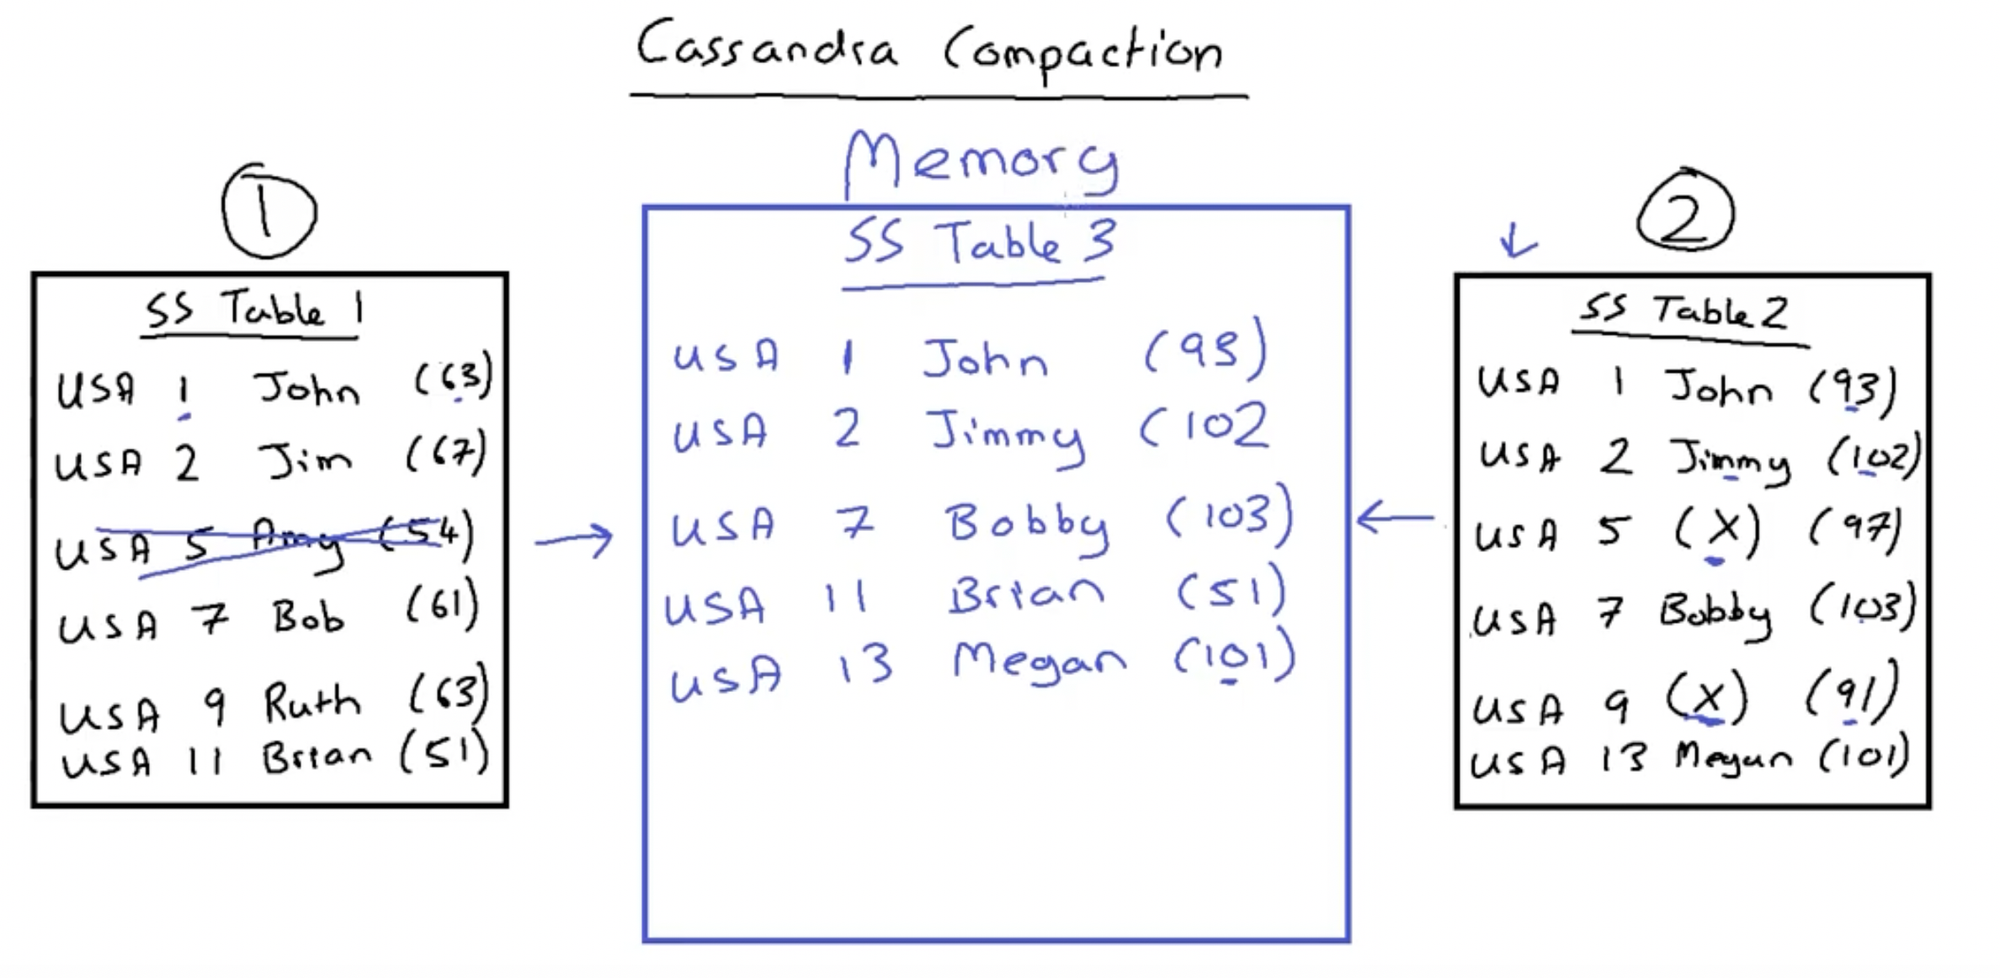 Cassandra Compaction
Memory
1
SS Table 1
USA 1 John (63)
USA 2 Jim (67)
USA 5 Amy (54)
USA 7 Bob (61)
USA 9 Ruth (63)
USA 11 Brian (51)
SS Table 3
USA 1 John (93)
USA 2 Jimmy (102
USA 7 Bobby (103)
USA 11 Brian (51)
USA 13 Megan (101)
2
SS Table 2
USA 1 John (93)
USA 2 Jimmy (102)
USA 5 (X) (97)
USA 7 Bobby (103)
USA 9 (X) (91)
USA 13 Megan (101)